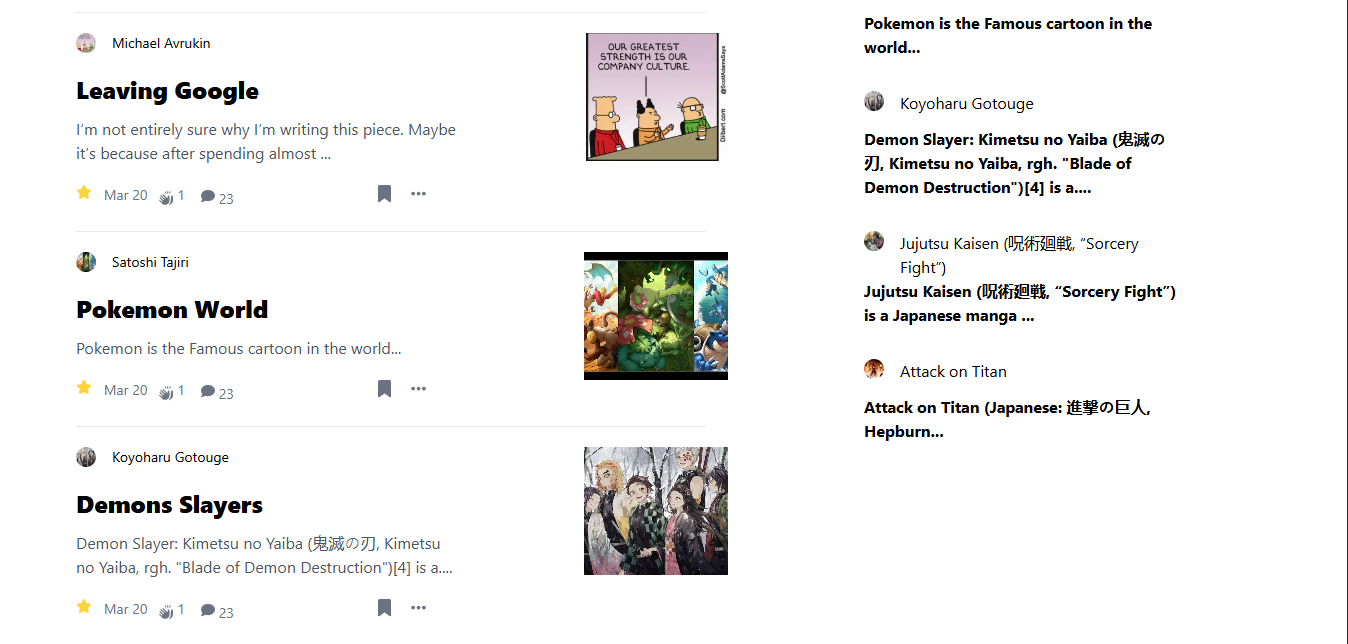 Michael Avrukin
Leaving Google
I’m not entirely sure why I’m writing this piece. Maybe
it’s because after spending almost ...
Mar 20 1 23
OUR GREATEST
STRENGTH IS OUR
COMPANY CULTURE.
@ScottAdamsSays
Dilbert.com
Satoshi Tajiri
Pokemon World
Pokemon is the Famous cartoon in the world...
Mar 20 1 23
Koyoharu Gotouge
Demons Slayers
Demon Slayer: Kimetsu no Yaiba (鬼滅の刃, Kimetsu
no Yaiba, rgh. "Blade of Demon Destruction")[4] is a....
Mar 20 1 23
Pokemon is the Famous cartoon in the
world...
Koyoharu Gotouge
Demon Slayer: Kimetsu no Yaiba (鬼滅の
刃, Kimetsu no Yaiba, rgh. "Blade of
Demon Destruction")[4] is a....
Jujutsu Kaisen (呪術廻戦, “Sorcery
Fight”)
Jujutsu Kaisen (呪術廻戦, “Sorcery Fight”)
is a Japanese manga ...
Attack on Titan
Attack on Titan (Japanese: 進撃の巨人,
Hepburn...